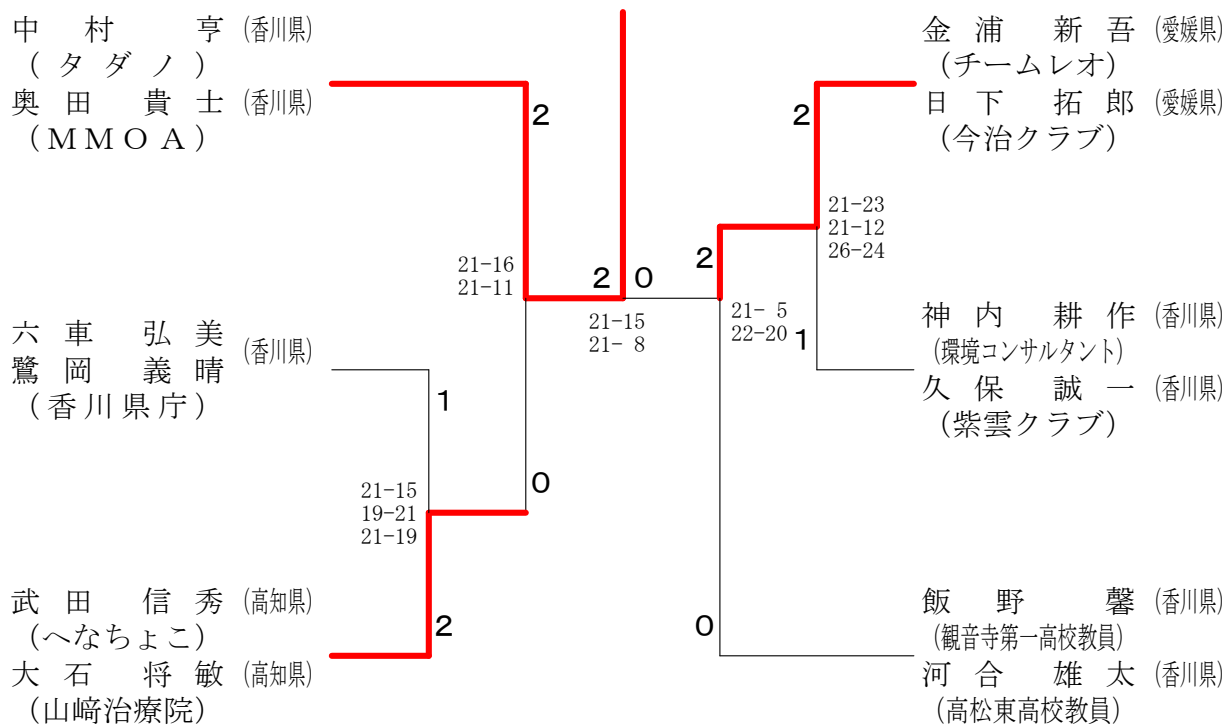 中村 亨 (香川県)
(タダノ)
奥田 貴士 (香川県)
(MMOA)
六車 弘美
鷺岡 義晴
(香川県)
(香川県庁)
武田 信秀 (高知県)
(へなちょこ)
大石 将敏 (高知県)
(山﨑治療院)
2
21-16
21-11
1
21-15
19-21
21-19
0
2
2 0
21-15
21- 8
2
21-23
21-12
26-24
2
21- 5
22-20
1
0
金浦 新吾 (愛媛県)
(チームレオ)
日下 拓郎 (愛媛県)
(今治クラブ)
神内 耕作 (香川県)
(環境コンサルタント)
久保 誠一 (香川県)
(紫雲クラブ)
飯野 馨 (香川県)
(観音寺第一高校教員)
河合 雄太 (香川県)
(高松東高校教員)